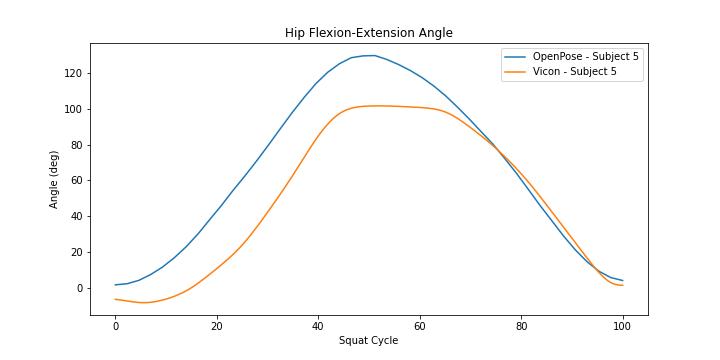 Hip Flexion-Extension Angle
OpenPose - Subject 5
Vicon - Subject 5
Angle (deg)
120
100
80
60
40
20
0
0 20 40 60 80 100
Squat Cycle